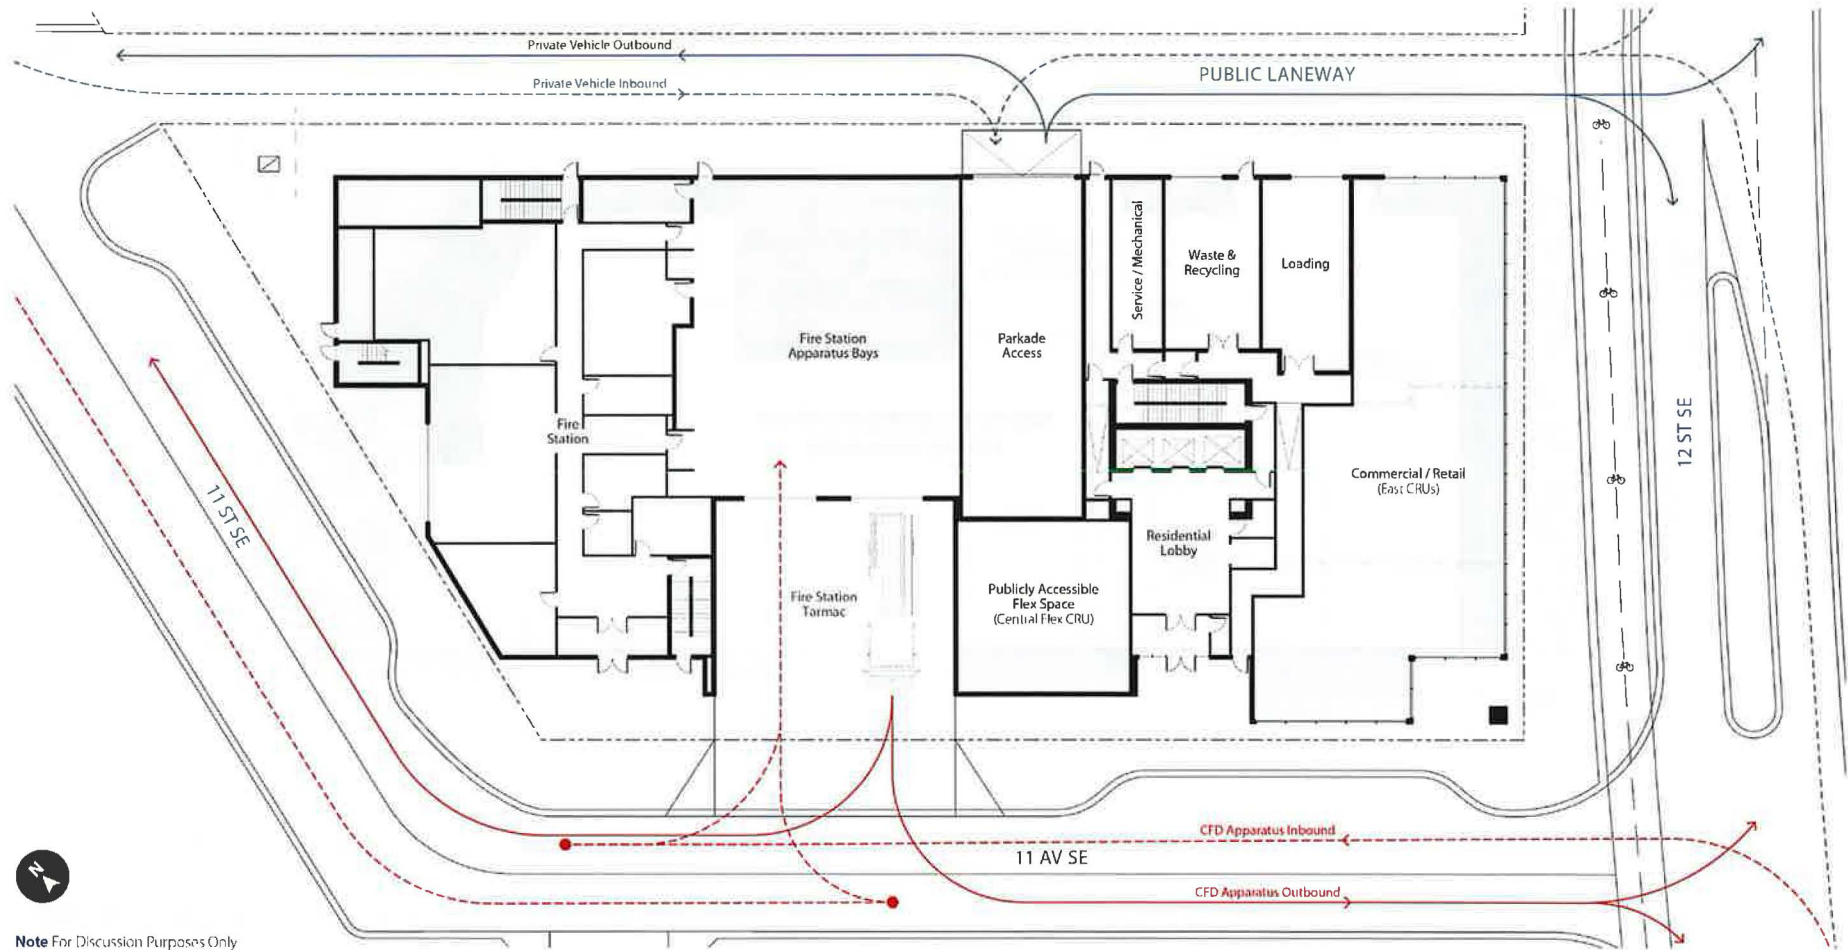 Private Vehicle Outbound
Private Vehicle Inbound
PUBLIC LANEWAY
Service / Mechanical
Waste &
Recycling
Loading
Fire Station
Apparatus Bays
Parkade
Access
Fire
Station
11 ST SE
Commercial / Retail
(East CRUs)
12 ST SE
Residential
Lobby
Fire Station
Tarmac
Publicly Accessible
Flex Space
(Central Flex CRU)
CFD Apparatus Inbound
11 AV SE
CFD Apparatus Outbound
N
Note For Discussion Purposes Only